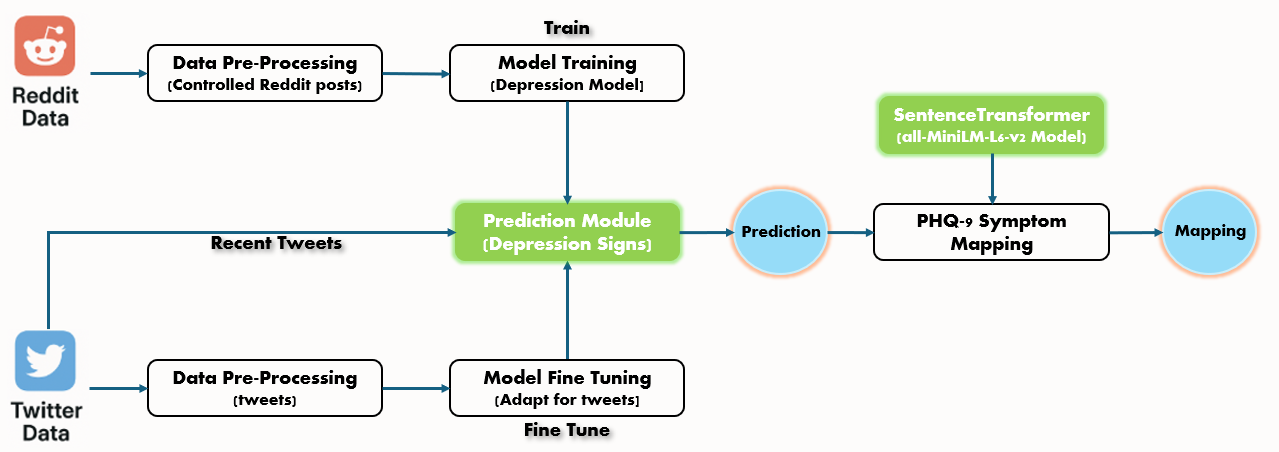 Train
Reddit
Data
Data Pre-Processing
(Controlled Reddit posts)
Model Training
(Depression Model)
SentenceTransformer
(all-MiniLM-L6-v2 Model)
Recent Tweets
Prediction Module
(Depression Signs)
Prediction
PHQ-9 Symptom
Mapping
Mapping
Twitter
Data
Data Pre-Processing
(tweets)
Model Fine Tuning
(Adapt for tweets)
Fine Tune